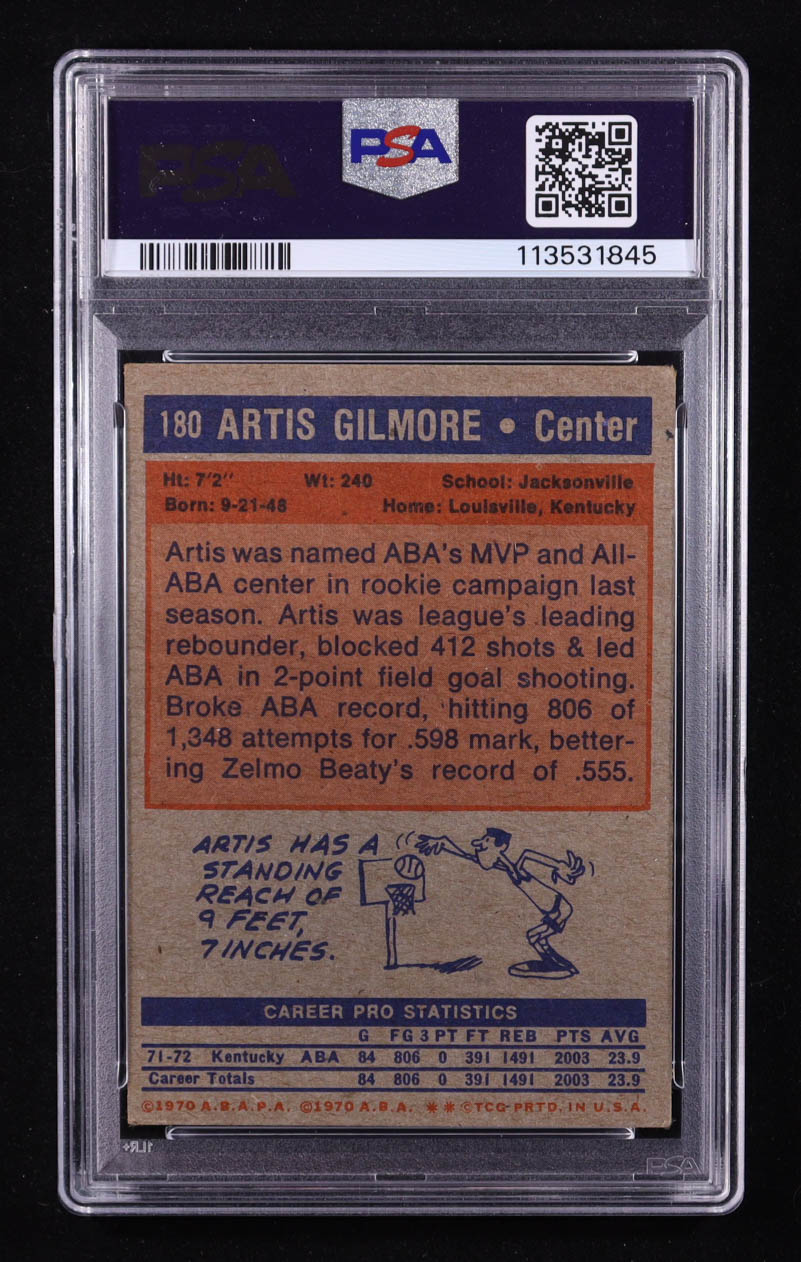 PSA
PSA
113531845
180 ARTIS GILMORE • Center
Ht: 7'2" Wt: 240 School: Jacksonville
Born: 9-21-48 Home: Louisville, Kentucky
Artis was named ABA's MVP and All-
ABA center in rookie campaign last
season. Artis was league's leading
rebounder, blocked 412 shots & led
ABA in 2-point field goal shooting.
Broke ABA record, hitting 806 of
1,348 attempts for .598 mark, better-
ing Zelmo Beaty's record of .555.
ARTIS HAS A
STANDING
REACH OF
9 FEET,
7 INCHES.
CAREER PRO STATISTICS
G FG 3 PT FT REB PTS AVG
71-72 Kentucky ABA 84 806 0 391 1491 2003 23.9
Career Totals 84 806 0 391 1491 2003 23.9
©1970 A.B.A.P.A. ©1970 A.B.A. ** ©TCG-PRTD. IN U.S.A.
1LR+
PSA